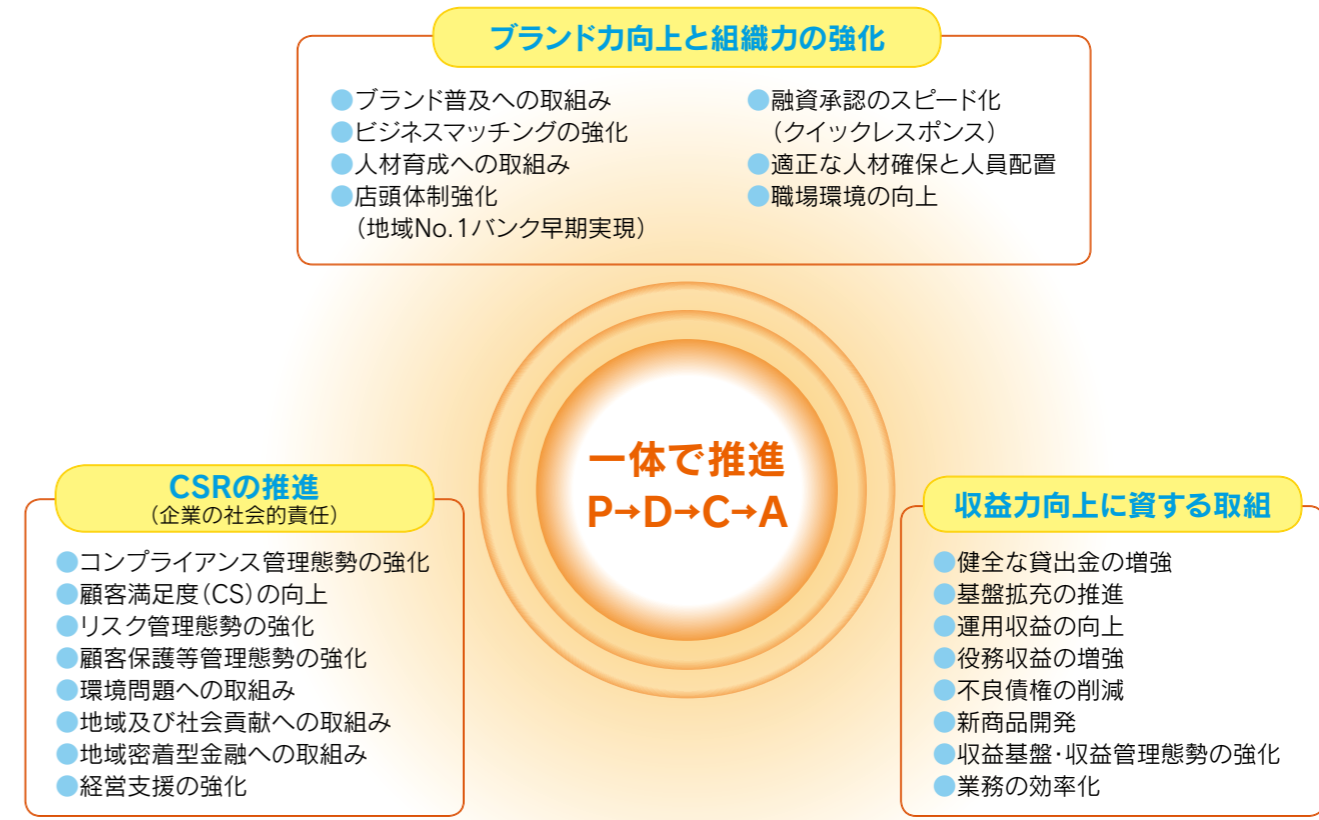 ブランド力向上と組織力の強化
●ブランド普及への取組み
●ビジネスマッチングの強化
●人材育成への取組み
●店頭体制強化
（地域No.1バンク早期実現）
●融資承認のスピード化
（クイックレスポンス）
●適正な人材確保と人員配置
●職場環境の向上
一体で推進
P→D→C→A
CSRの推進
（企業の社会的責任）
●コンプライアンス管理態勢の強化
●顧客満足度（CS）の向上
●リスク管理態勢の強化
●顧客保護等管理態勢の強化
●環境問題への取組み
●地域及び社会貢献への取組み
●地域密着型金融への取組み
●経営支援の強化
収益力向上に資する取組
●健全な貸出金の増強
●基盤拡充の推進
●運用収益の向上
●役務収益の増強
●不良債権の削減
●新商品開発
●収益基盤・収益管理態勢の強化
●業務の効率化